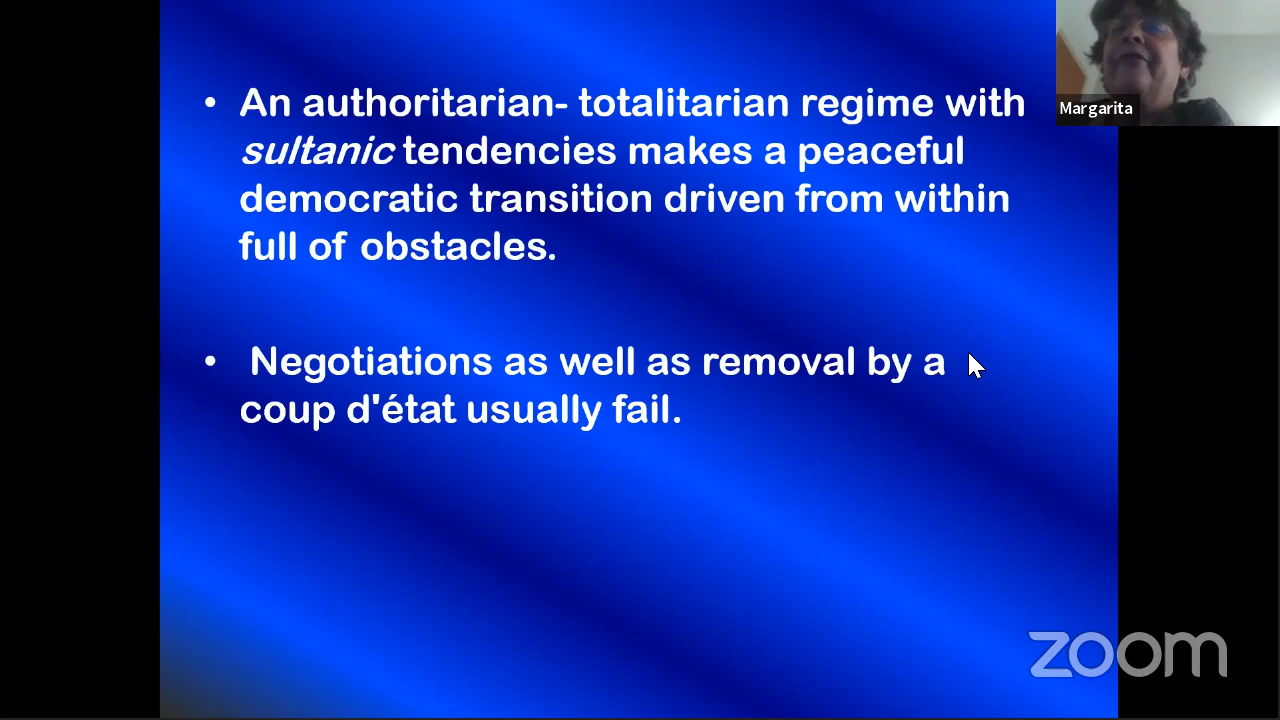 • An authoritarian- totalitarian regime with
sultanic tendencies makes a peaceful
democratic transition driven from within
full of obstacles.
• Negotiations as well as removal by a
coup d'état usually fail.
Margarita
zoom